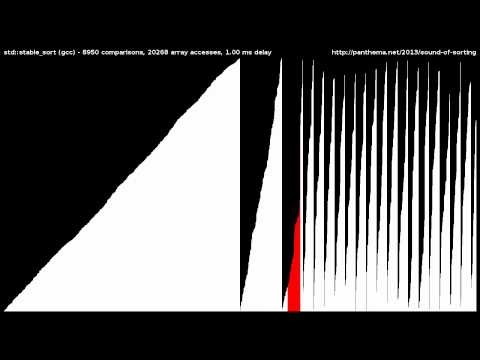 std::stable_sort (gcc) - 8950 comparisons, 20268 array accesses, 1.00 ms delay
http://panthema.net/2013/sound-of-sorting